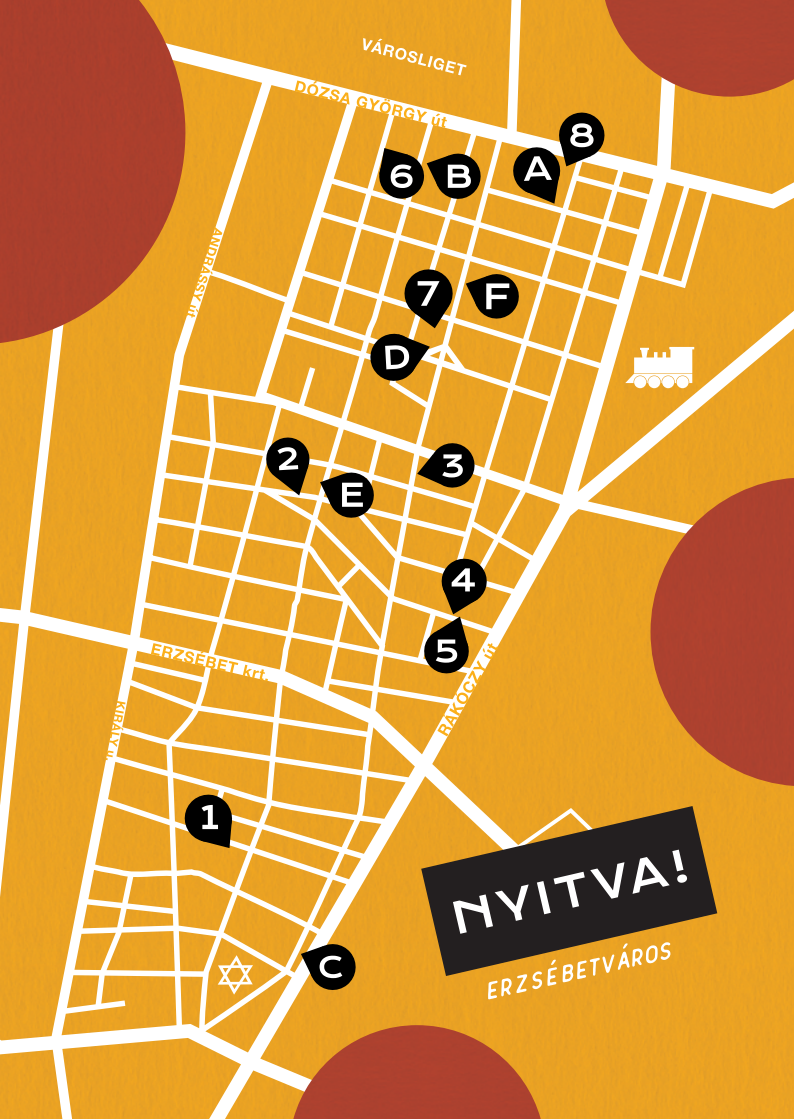 VÁROSLIGET
DÓZSA GYÖRGY út
8
A
6
B
ANDRÁSSY út
7
F
D
2
3
E
4
5
ERZSÉBET krt.
RÁKÓCZY út
KIRÁLY u.
1
NYITVA!
ERZSÉBETVÁROS
C